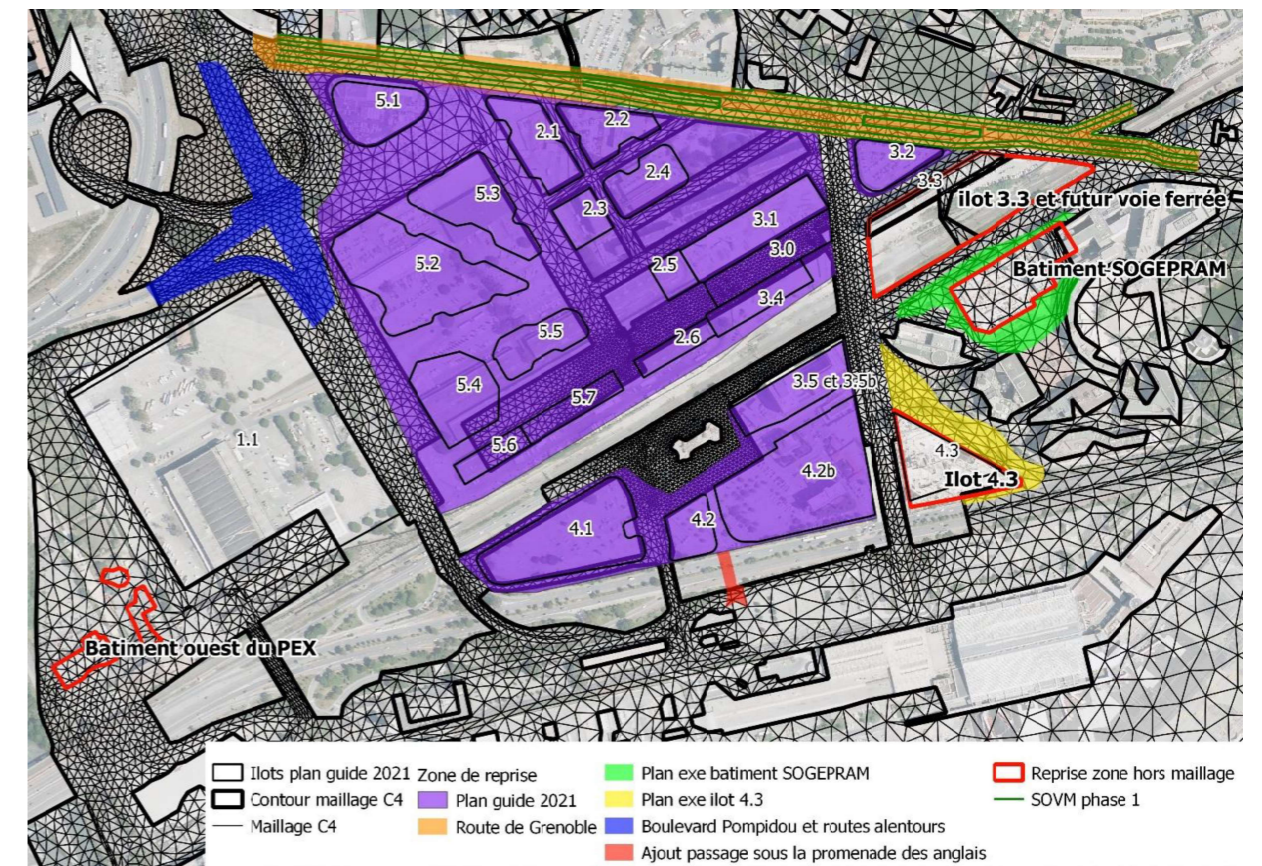 5.1
2.1
2.2
3.2
2.4
3.3
5.3
îlot 3.3 et futur voie ferrée
2.3
3.1
3.0
5.2
2.5
Batiment SOGEPRAM
3.4
5.5
2.6
5.4
3.5 et 3.5b
5.7
1.1
5.6
4.3
4.2b
Ilot 4.3
4.1
4.2
Batiment ouest du PEX
Ilots plan guide 2021
Contour maillage C4
Maillage C4
Zone de reprise
Plan guide 2021
Route de Grenoble
Plan exe batiment SOGEPRAM
Plan exe ilot 4.3
Boulevard Pompidou et routes alentours
Ajout passage sous la promenade des anglais
Reprise zone hors maillage
SOVM phase 1